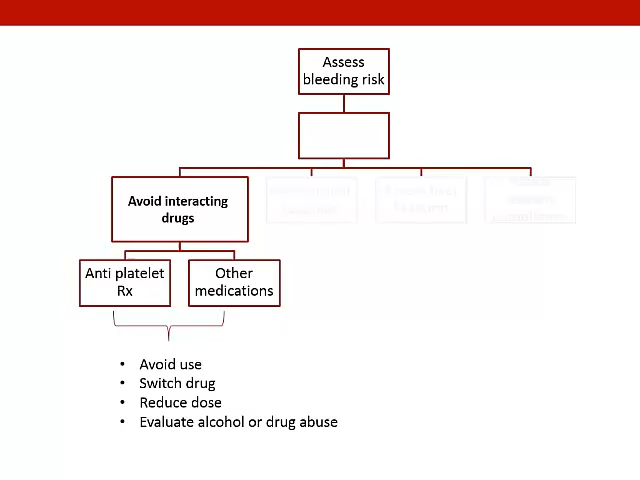 Assess
bleeding risk
Avoid interacting
drugs
Anti platelet
Rx
Other
medications
• Avoid use
• Switch drug
• Reduce dose
• Evaluate alcohol or drug abuse